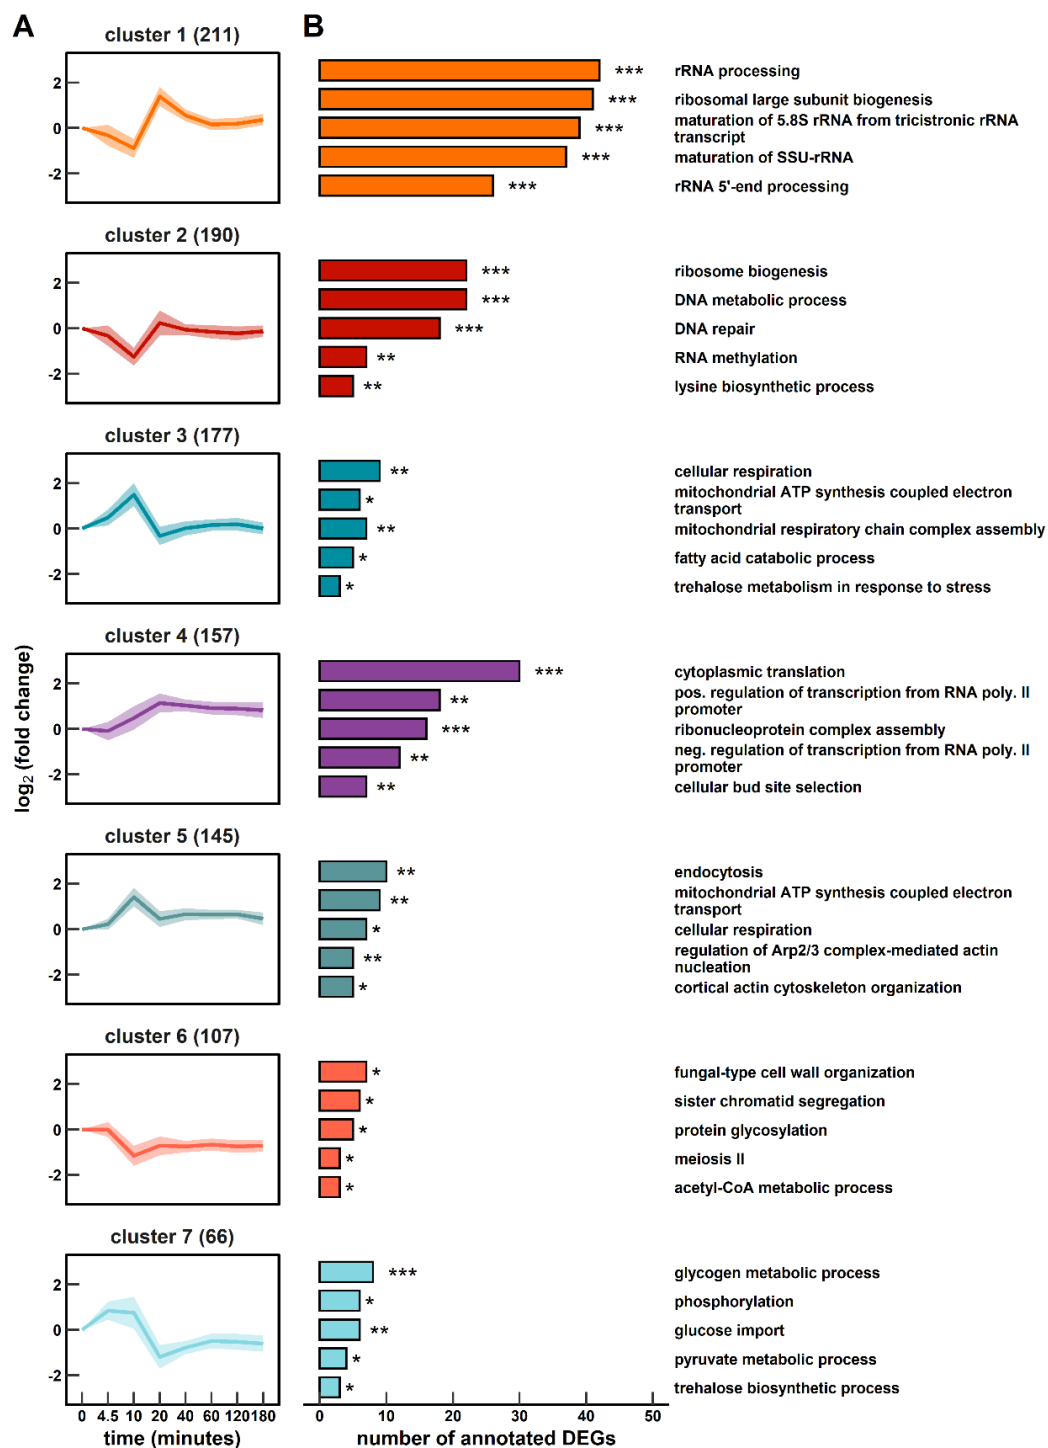 A
B
cluster 1 (211)
2
0
-2
***
rRNA processing
***
ribosomal large subunit biogenesis
***
maturation of 5.8S rRNA from tricistronic rRNA
transcript
***
maturation of SSU-rRNA
***
rRNA 5'-end processing
cluster 2 (190)
2
0
-2
***
ribosome biogenesis
***
DNA metabolic process
***
DNA repair
**
RNA methylation
**
lysine biosynthetic process
cluster 3 (177)
2
0
-2
**
cellular respiration
*
mitochondrial ATP synthesis coupled electron
transport
**
mitochondrial respiratory chain complex assembly
*
fatty acid catabolic process
*
trehalose metabolism in response to stress
log₂ (fold change)
cluster 4 (157)
2
0
-2
***
cytoplasmic translation
**
pos. regulation of transcription from RNA poly. II
promoter
***
ribonucleoprotein complex assembly
**
neg. regulation of transcription from RNA poly. II
promoter
**
cellular bud site selection
cluster 5 (145)
2
0
-2
**
endocytosis
**
mitochondrial ATP synthesis coupled electron
transport
*
cellular respiration
**
regulation of Arp2/3 complex-mediated actin
nucleation
*
cortical actin cytoskeleton organization
cluster 6 (107)
2
0
-2
*
fungal-type cell wall organization
*
sister chromatid segregation
*
protein glycosylation
*
meiosis II
*
acetyl-CoA metabolic process
cluster 7 (66)
2
0
-2
***
glycogen metabolic process
*
phosphorylation
**
glucose import
*
pyruvate metabolic process
*
trehalose biosynthetic process
0 4.5 10 20 40 60 120 180
time (minutes)
0 10 20 30 40 50
number of annotated DEGs